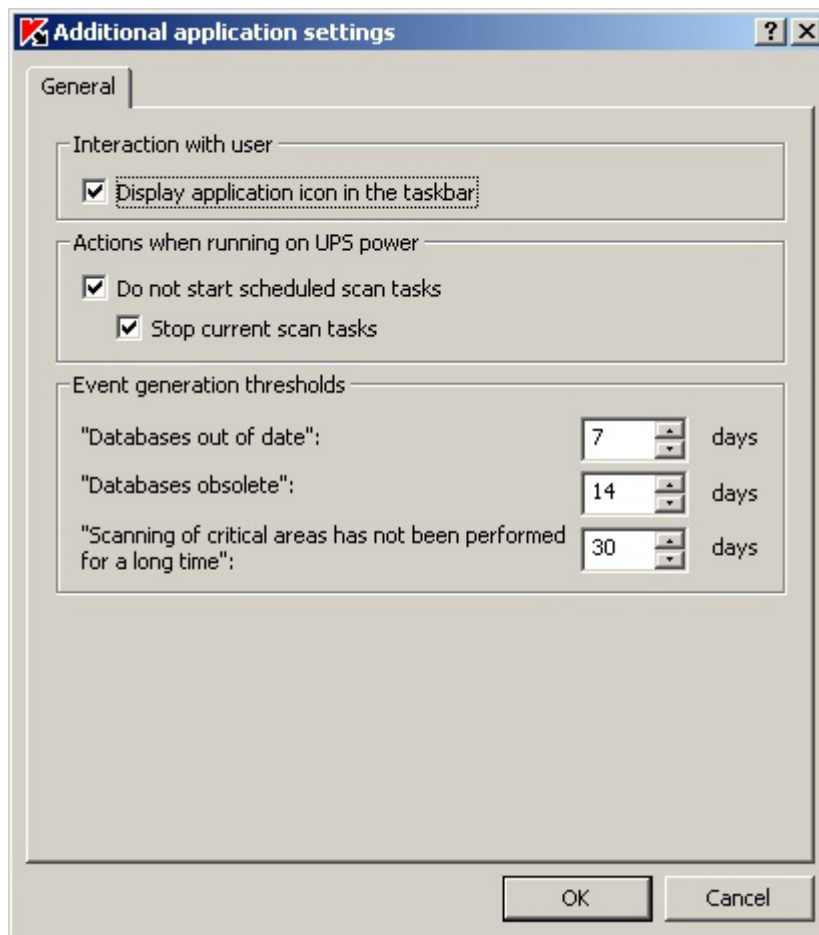 Additional application settings
General
Interaction with user
Display application icon in the taskbar
Actions when running on UPS power
Do not start scheduled scan tasks
Stop current scan tasks
Event generation thresholds
"Databases out of date": 7 days
"Databases obsolete": 14 days
"Scanning of critical areas has not been performed
for a long time": 30 days
OK Cancel